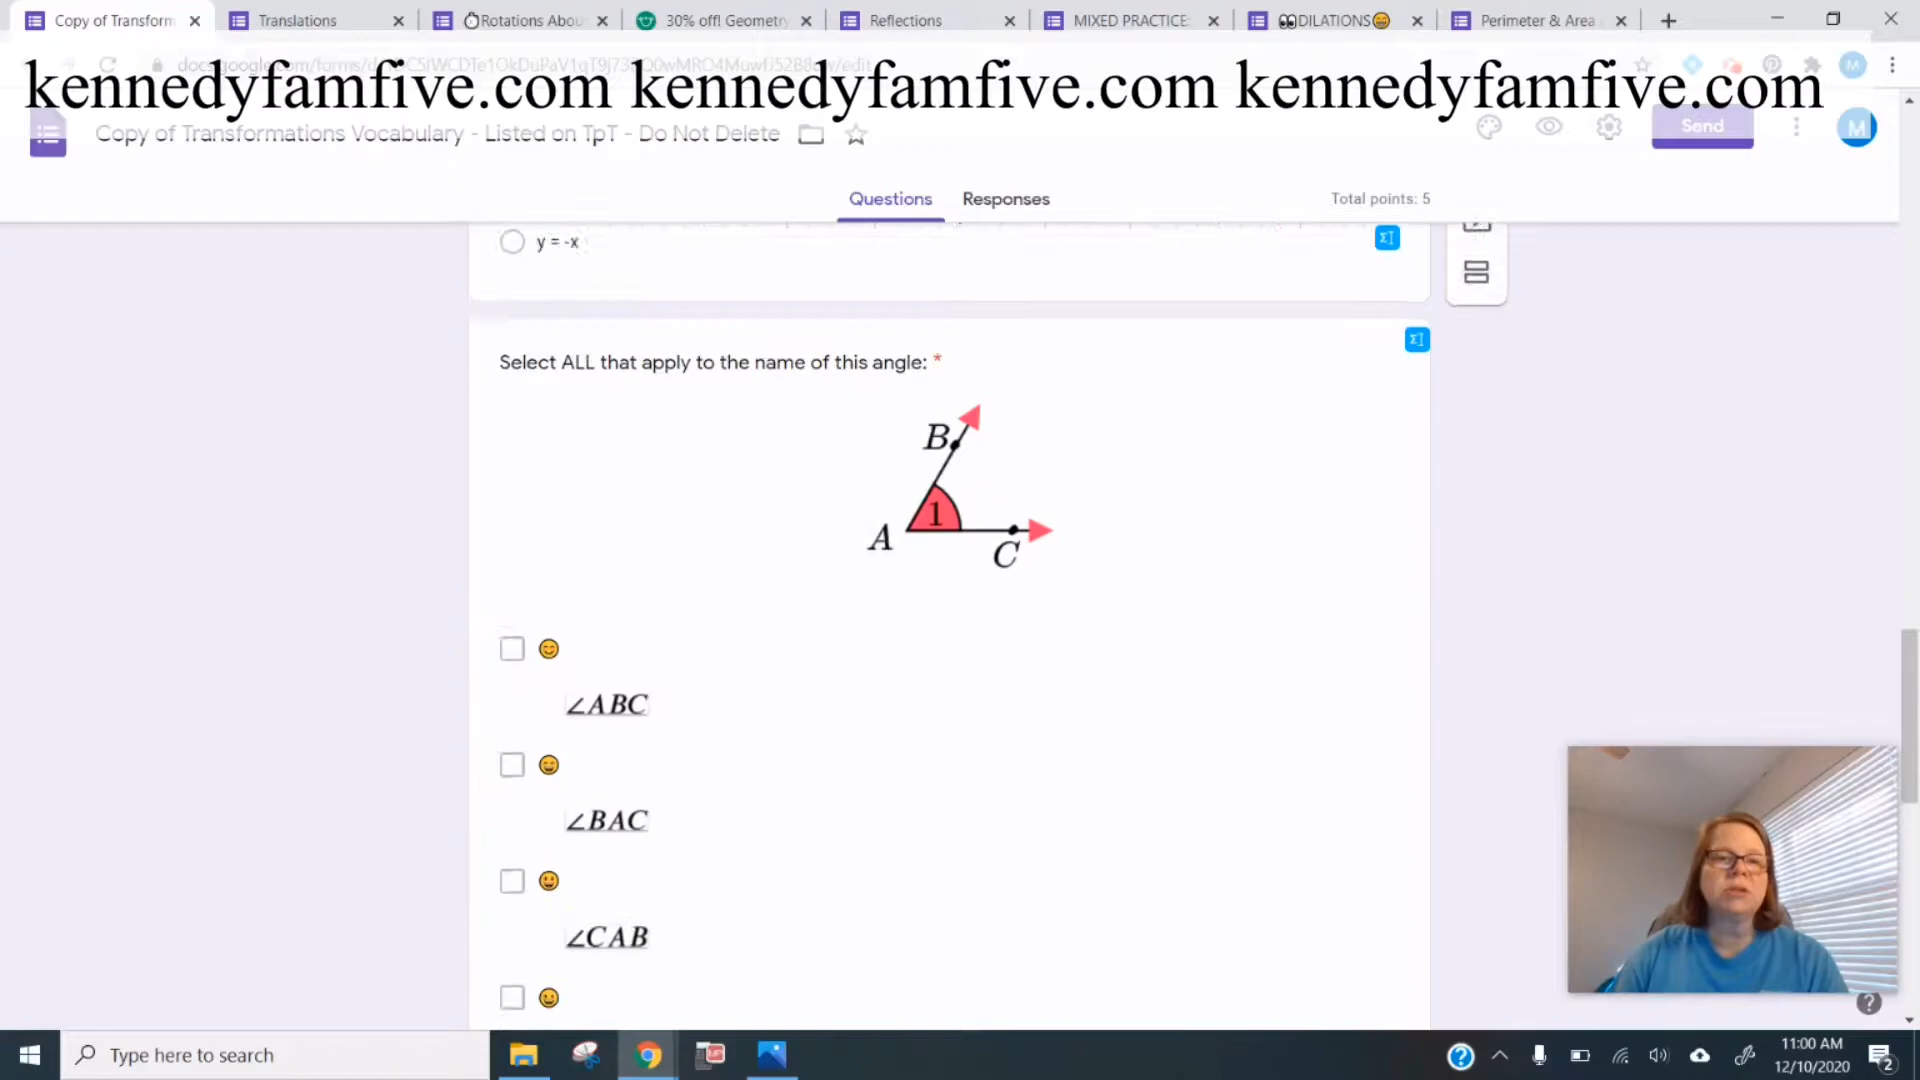 Copy of Transform
Translations
Rotations Abou
30% off! Geometry
Reflections
MIXED PRACTICE
DILATIONS
Perimeter & Area
kennedyfamfive.com kennedyfamfive.com kennedyfamfive.com
Copy of Transformations Vocabulary - Listed on TpT - Do Not Delete
Send
M
Questions
Responses
Total points: 5
y = -x
Select ALL that apply to the name of this angle: *
B
1
A
C
∠ABC
∠BAC
∠CAB
Type here to search
11:00 AM
12/10/2020
2